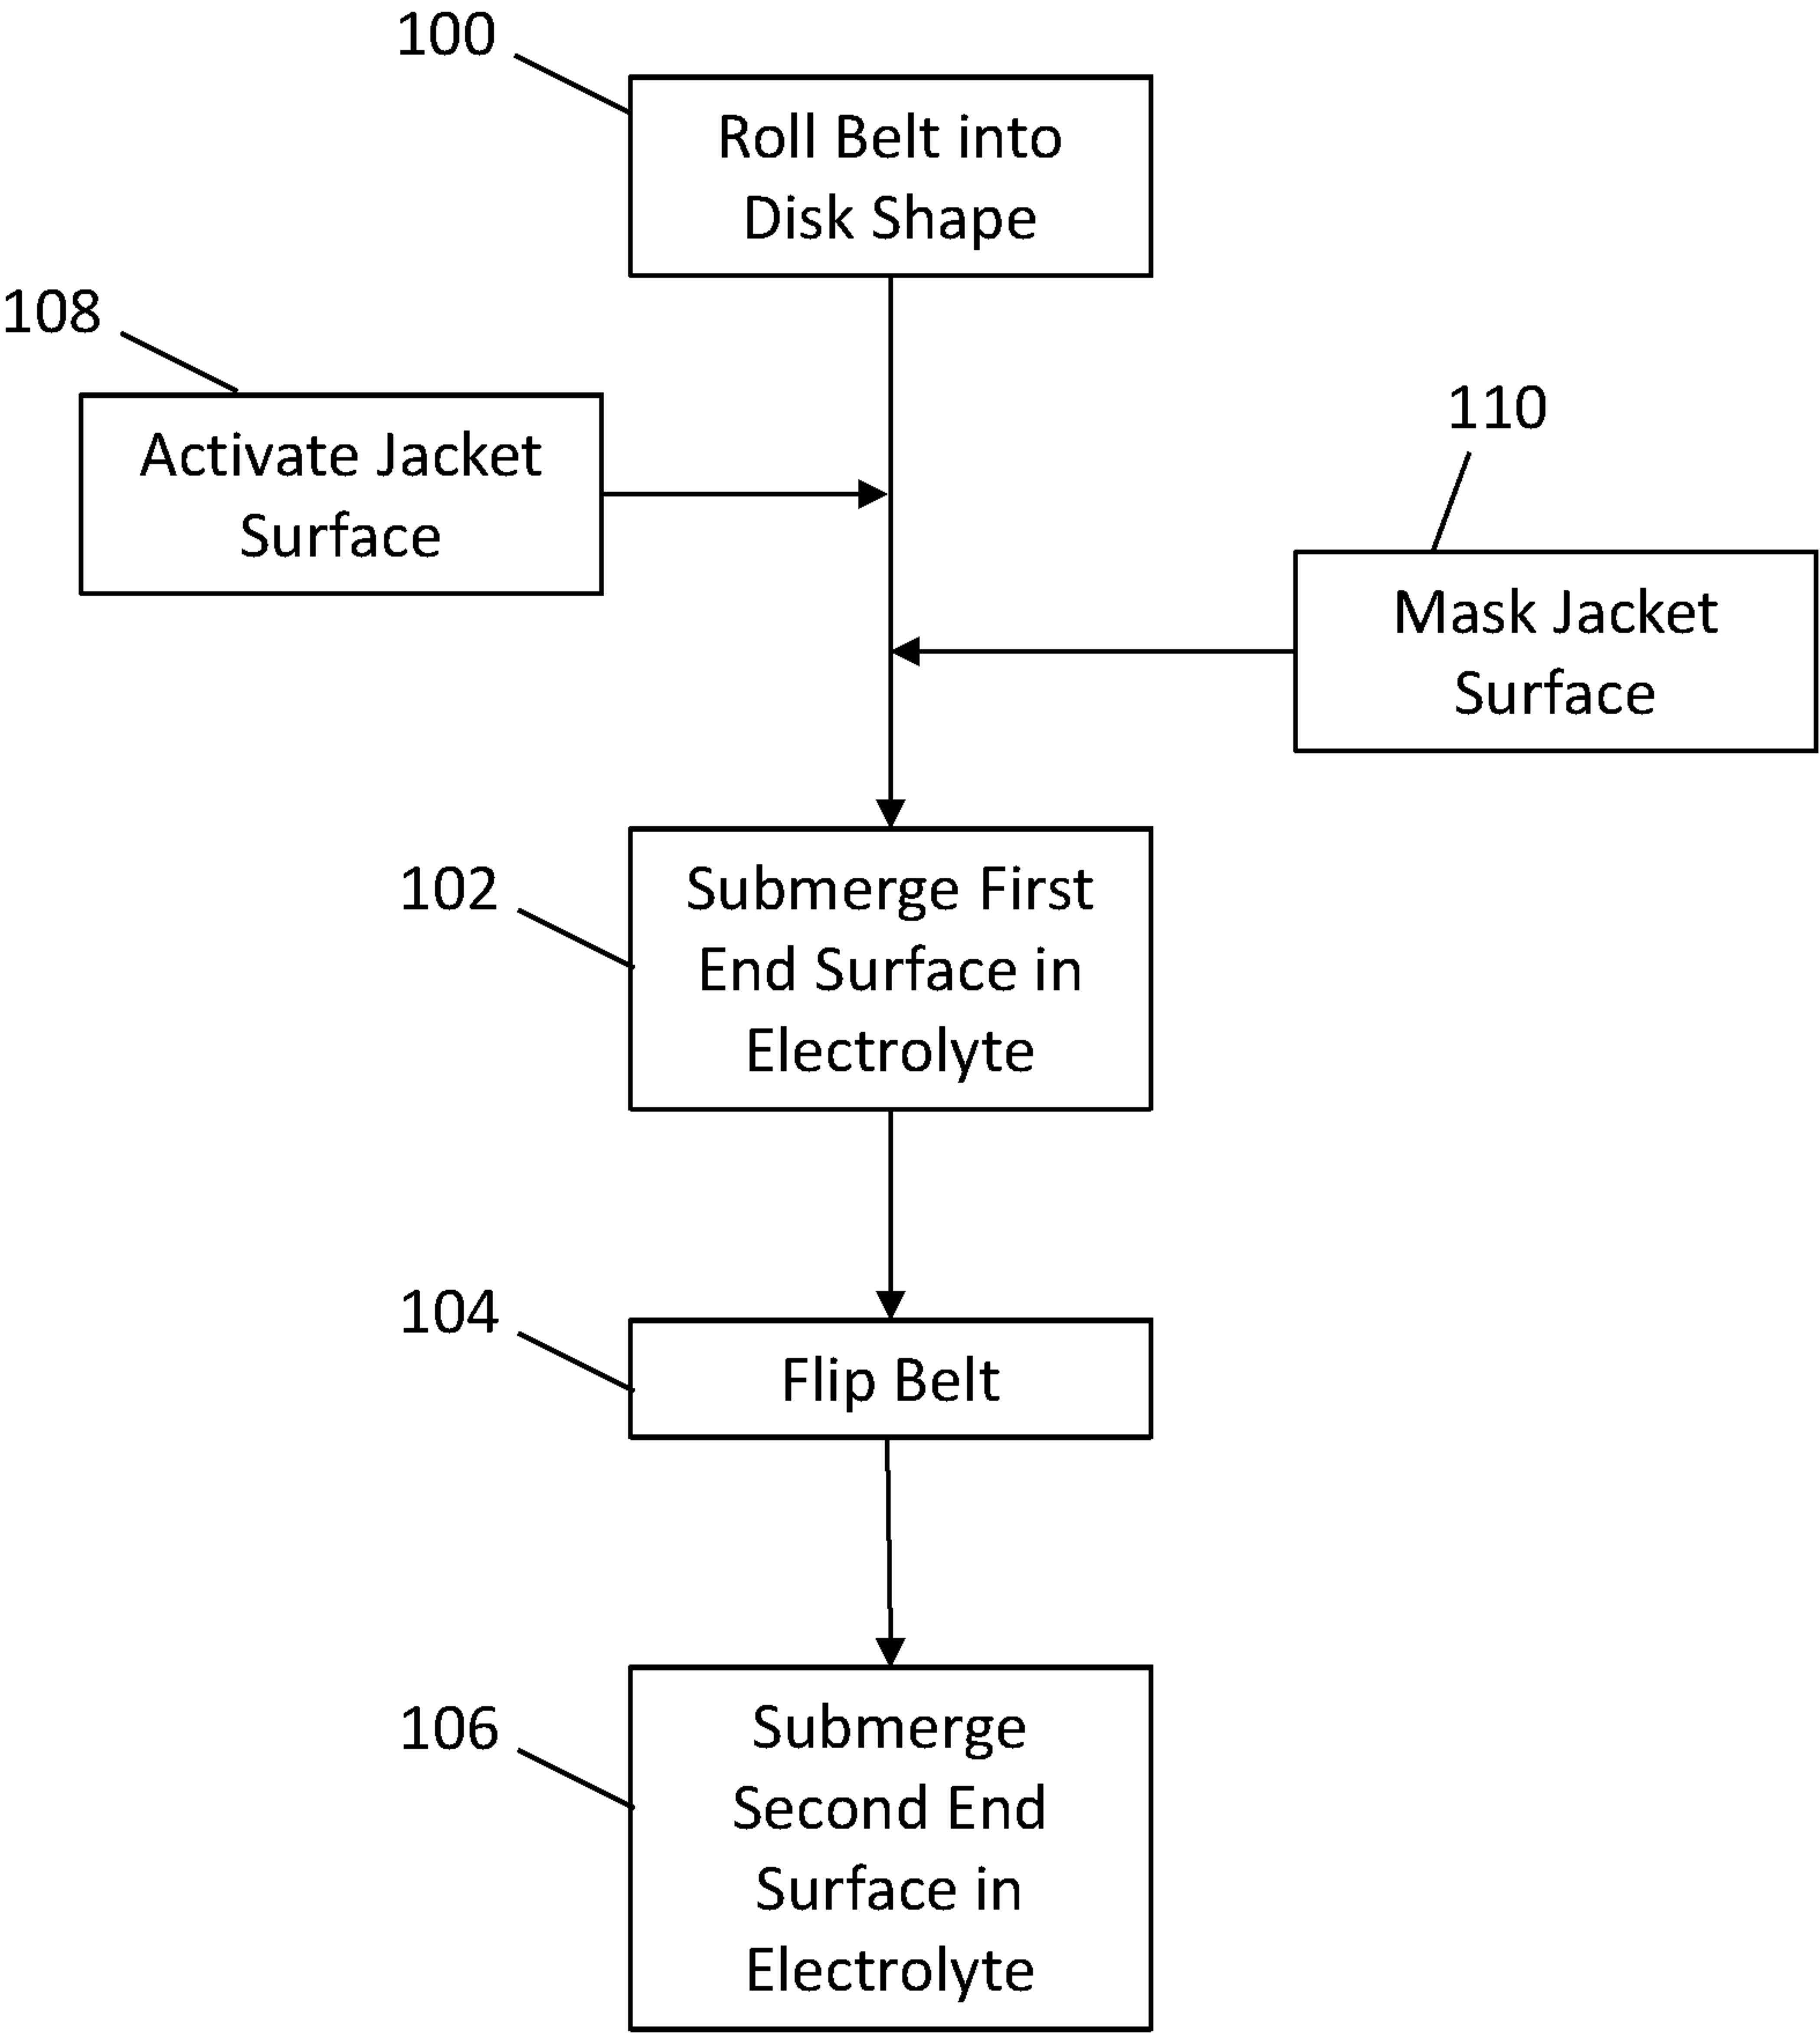 100
Roll Belt into
Disk Shape
108
Activate Jacket
Surface
110
Mask Jacket
Surface
102
Submerge First
End Surface in
Electrolyte
104
Flip Belt
106
Submerge
Second End
Surface in
Electrolyte